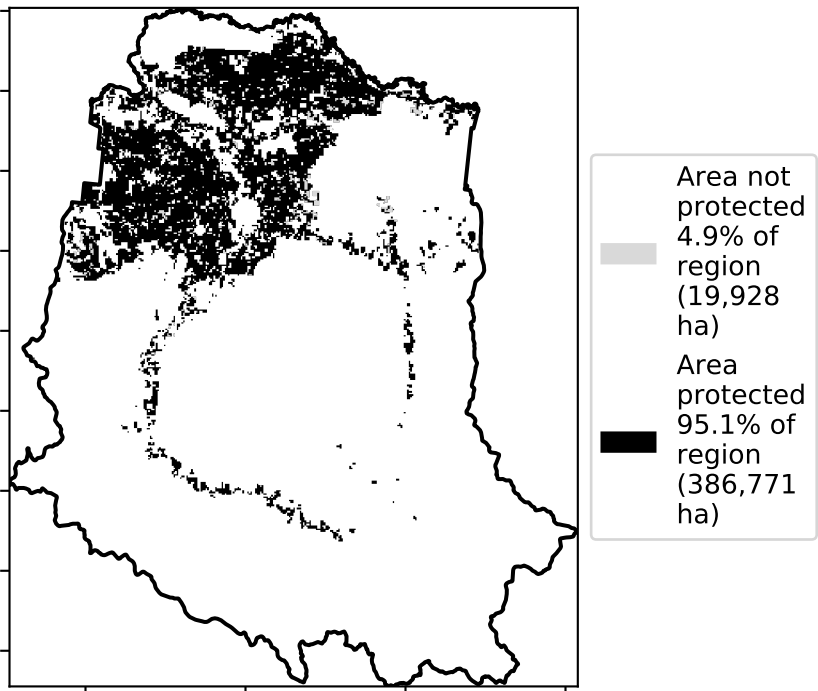 Area not
protected
4.9% of
region
(19,928
ha)
Area
protected
95.1% of
region
(386,771
ha)